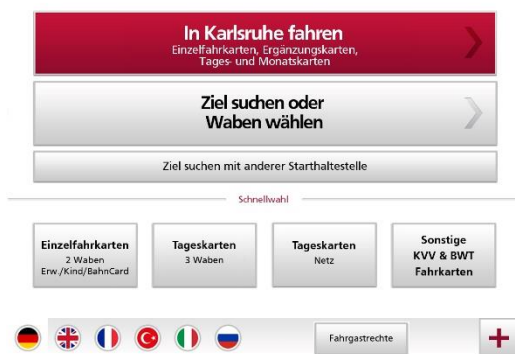 In Karlsruhe fahren
Einzelfahrkarten, Ergänzungskarten,
Tages- und Monatskarten
Ziel suchen oder
Waben wählen
Ziel suchen mit anderer Starthaltestelle
Schnellwahl
Einzelfahrkarten
2 Waben
Erw./Kind/BahnCard
Tageskarten
3 Waben
Tageskarten
Netz
Sonstige
KVV & BWT
Fahrkarten
Fahrgastrechte